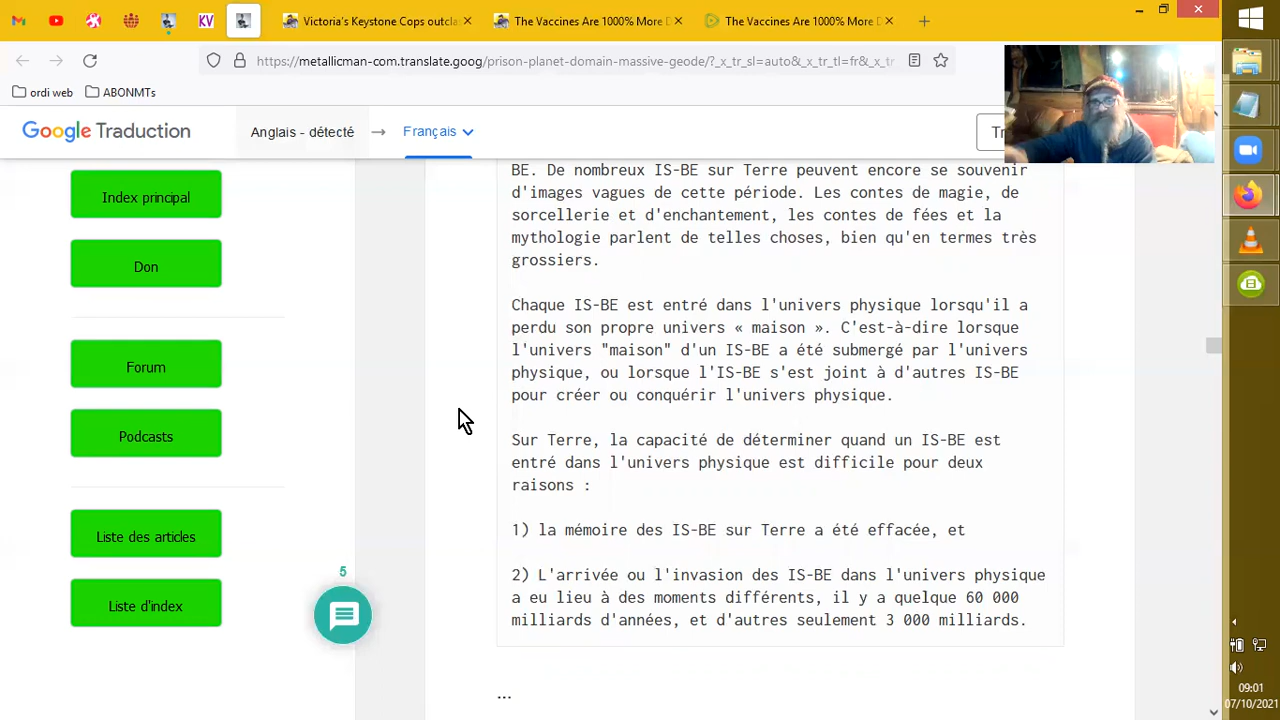 Victoria's Keystone Cops outcla
The Vaccines Are 1000% More D
The Vaccines Are 1000% More D
KV
https://metallicman-com.translate.goog/prison-planet-domain-massive-geode/?_x_tr_sl=auto&_x_tr_tl=fr&_x_tr
ordi web
ABONMTs
Google Traduction
Anglais - détecté
Français
Tr
Index principal
Don
Forum
Podcasts
Liste des articles
Liste d'index
5
BE. De nombreux IS-BE sur Terre peuvent encore se souvenir
d'images vagues de cette période. Les contes de magie, de
sorcellerie et d'enchantement, les contes de fées et la
mythologie parlent de telles choses, bien qu'en termes très
grossiers.
Chaque IS-BE est entré dans l'univers physique lorsqu'il a
perdu son propre univers « maison ». C'est-à-dire lorsque
l'univers "maison" d'un IS-BE a été submergé par l'univers
physique, ou lorsque l'IS-BE s'est joint à d'autres IS-BE
pour créer ou conquérir l'univers physique.
Sur Terre, la capacité de déterminer quand un IS-BE est
entré dans l'univers physique est difficile pour deux
raisons :
1) la mémoire des IS-BE sur Terre a été effacée, et
2) L'arrivée ou l'invasion des IS-BE dans l'univers physique
a eu lieu à des moments différents, il y a quelque 60 000
milliards d'années, et d'autres seulement 3 000 milliards.
...
09:01
07/10/2021